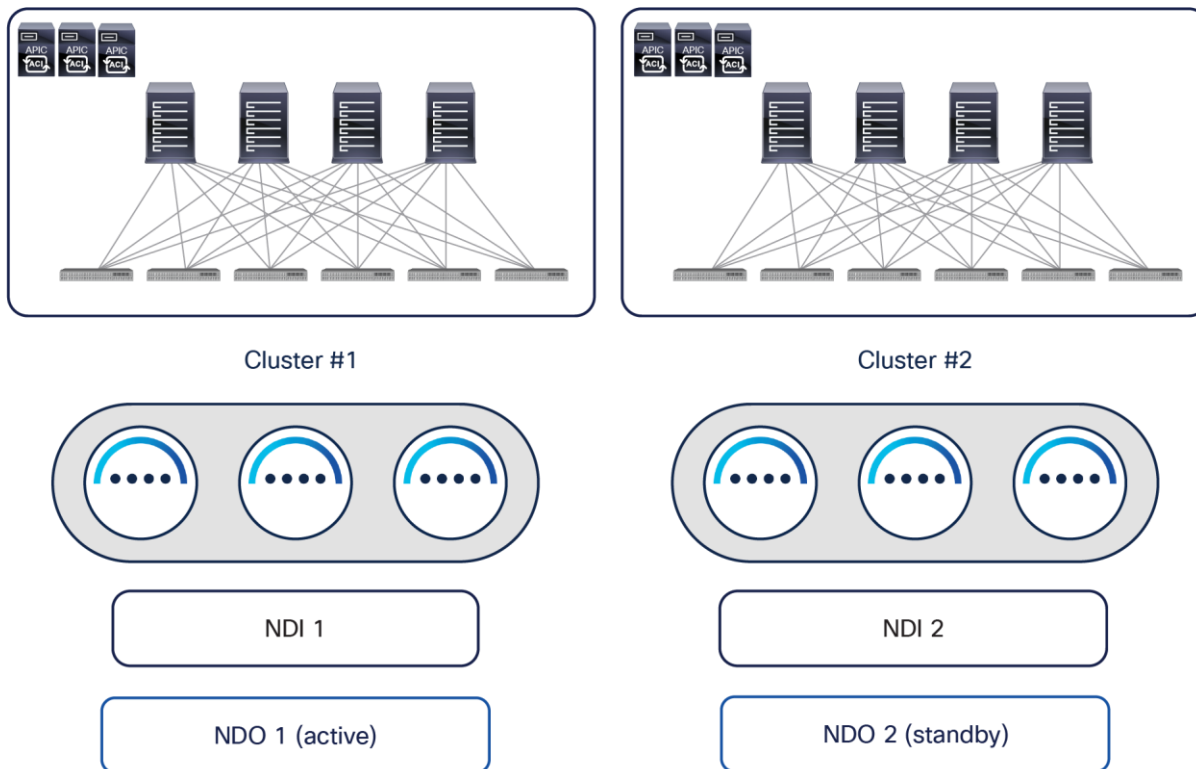 APIC APIC APIC
ACI ACI ACI
APIC APIC APIC
ACI ACI ACI
Cluster #1
Cluster #2
NDI 1
NDI 2
NDO 1 (active)
NDO 2 (standby)